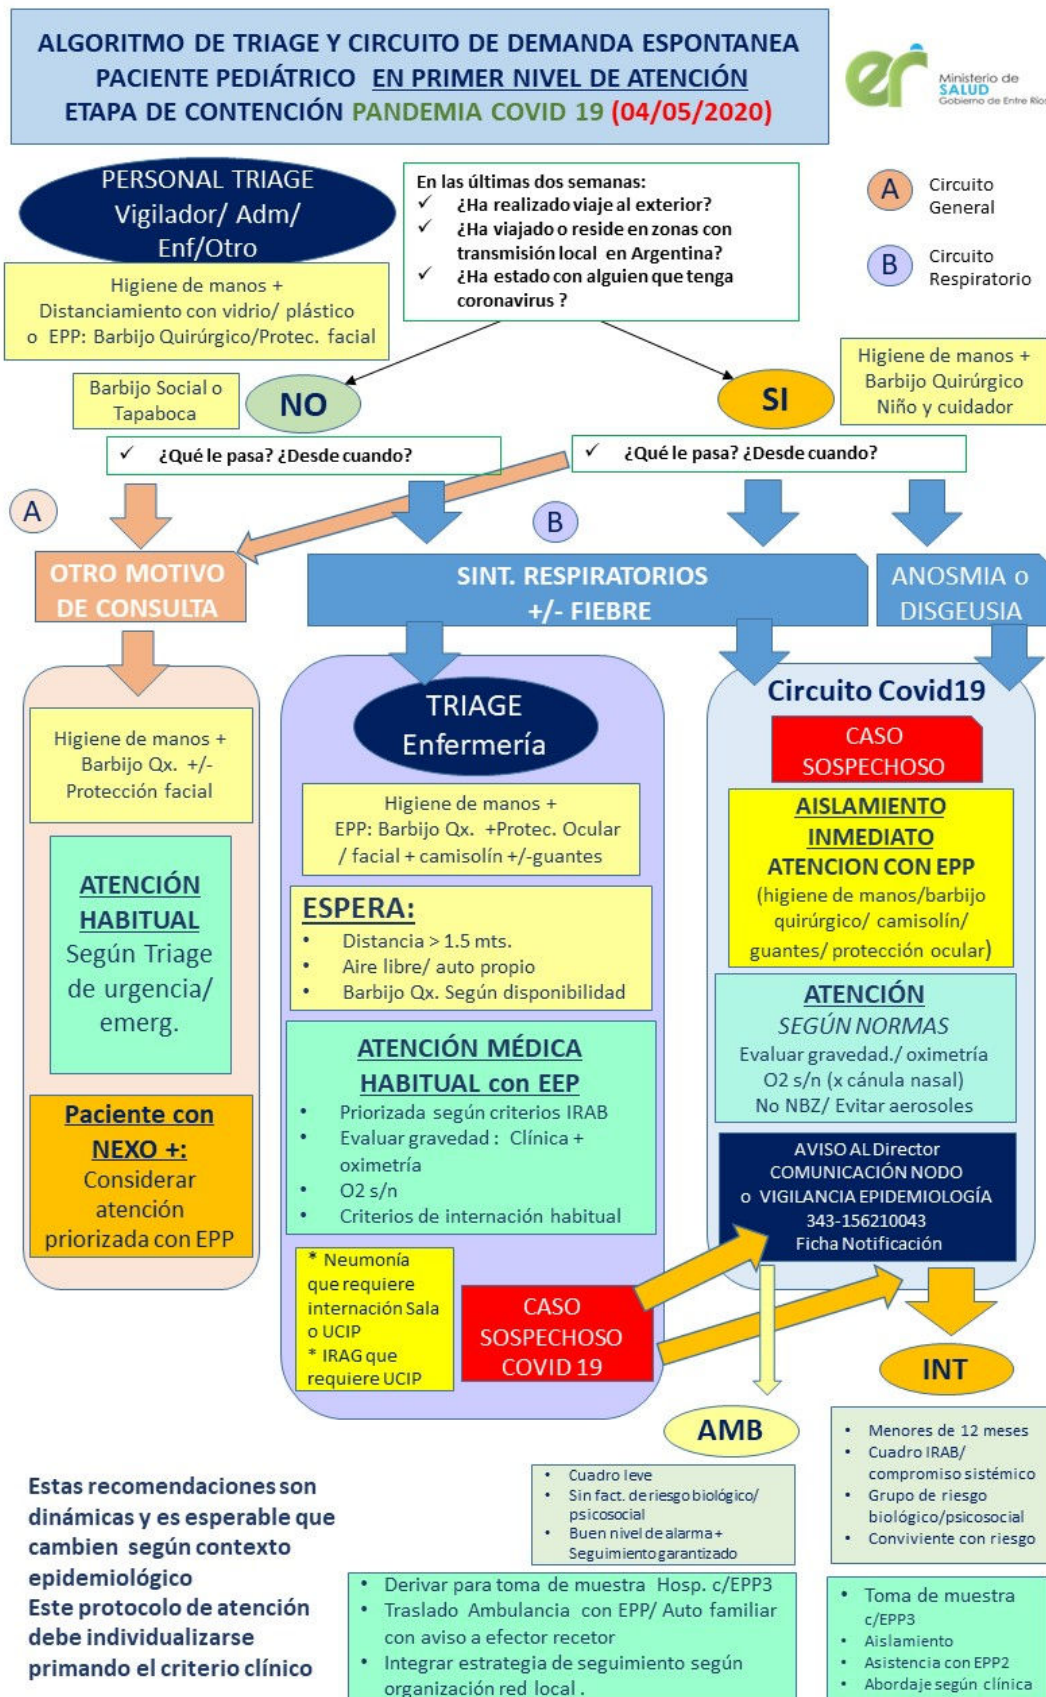 ALGORITMO DE TRIAGE Y CIRCUITO DE DEMANDA ESPONTANEA
PACIENTE PEDIÁTRICO EN PRIMER NIVEL DE ATENCIÓN
ETAPA DE CONTENCIÓN PANDEMIA COVID 19 (04/05/2020)
er
Ministerio de
SALUD
Gobierno de Entre Ríos
PERSONAL TRIAGE
Vigilador/ Adm/
Enf/Otro
Higiene de manos +
Distanciamiento con vidrio/ plástico
o EPP: Barbijo Quirúrgico/Protec. facial
En las últimas dos semanas:
✓ ¿Ha realizado viaje al exterior?
✓ ¿Ha viajado o reside en zonas con
transmisión local en Argentina?
✓ ¿Ha estado con alguien que tenga
coronavirus ?
A
Circuito
General
B
Circuito
Respiratorio
Barbijo Social o
Tapaboca
NO
SI
Higiene de manos +
Barbijo Quirúrgico
Niño y cuidador
✓ ¿Qué le pasa? ¿Desde cuando?
✓ ¿Qué le pasa? ¿Desde cuando?
A
B
OTRO MOTIVO
DE CONSULTA
SINT. RESPIRATORIOS
+/- FIEBRE
ANOSMIA o
DISGEUSIA
Higiene de manos +
Barbijo Qx. +/-
Protección facial
ATENCIÓN
HABITUAL
Según Triage
de urgencia/
emerg.
Paciente con
NEXO +:
Considerar
atención
priorizada con EPP
TRIAGE
Enfermería
Higiene de manos +
EPP: Barbijo Qx. +Protec. Ocular
/ facial + camisolín +/-guantes
ESPERA:
• Distancia > 1.5 mts.
• Aire libre/ auto propio
• Barbijo Qx. Según disponibilidad
ATENCIÓN MÉDICA
HABITUAL con EEP
• Priorizada según criterios IRAB
• Evaluar gravedad : Clínica +
oximetría
• O2 s/n
• Criterios de internación habitual
* Neumonía
que requiere
internación Sala
o UCIP
* IRAG que
requiere UCIP
CASO
SOSPECHOSO
COVID 19
Circuito Covid19
CASO
SOSPECHOSO
AISLAMIENTO
INMEDIATO
ATENCION CON EPP
(higiene de manos/barbijo
quirúrgico/ camisolín/
guantes/ protección ocular)
ATENCIÓN
SEGÚN NORMAS
Evaluar gravedad./ oximetría
O2 s/n (x cánula nasal)
No NBZ/ Evitar aerosoles
AVISO AL Director
COMUNICACIÓN NODO
o VIGILANCIA EPIDEMIOLOGÍA
343-156210043
Ficha Notificación
AMB
• Cuadro leve
• Sin fact. de riesgo biológico/
psicosocial
• Buen nivel de alarma +
Seguimiento garantizado
INT
• Menores de 12 meses
• Cuadro IRAB/
compromiso sistémico
• Grupo de riesgo
biológico/psicosocial
• Conviviente con riesgo
Estas recomendaciones son
dinámicas y es esperable que
cambien según contexto
epidemiológico
Este protocolo de atención
debe individualizarse
primando el criterio clínico
• Derivar para toma de muestra Hosp. c/EPP3
• Traslado Ambulancia con EPP/ Auto familiar
con aviso a efector recetor
• Integrar estrategia de seguimiento según
organización red local .
• Toma de muestra
c/EPP3
• Aislamiento
• Asistencia con EPP2
• Abordaje según clínica